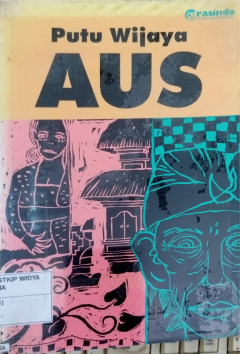 Grasindo
Putu Wijaya
AUS
STKIP WIDYA